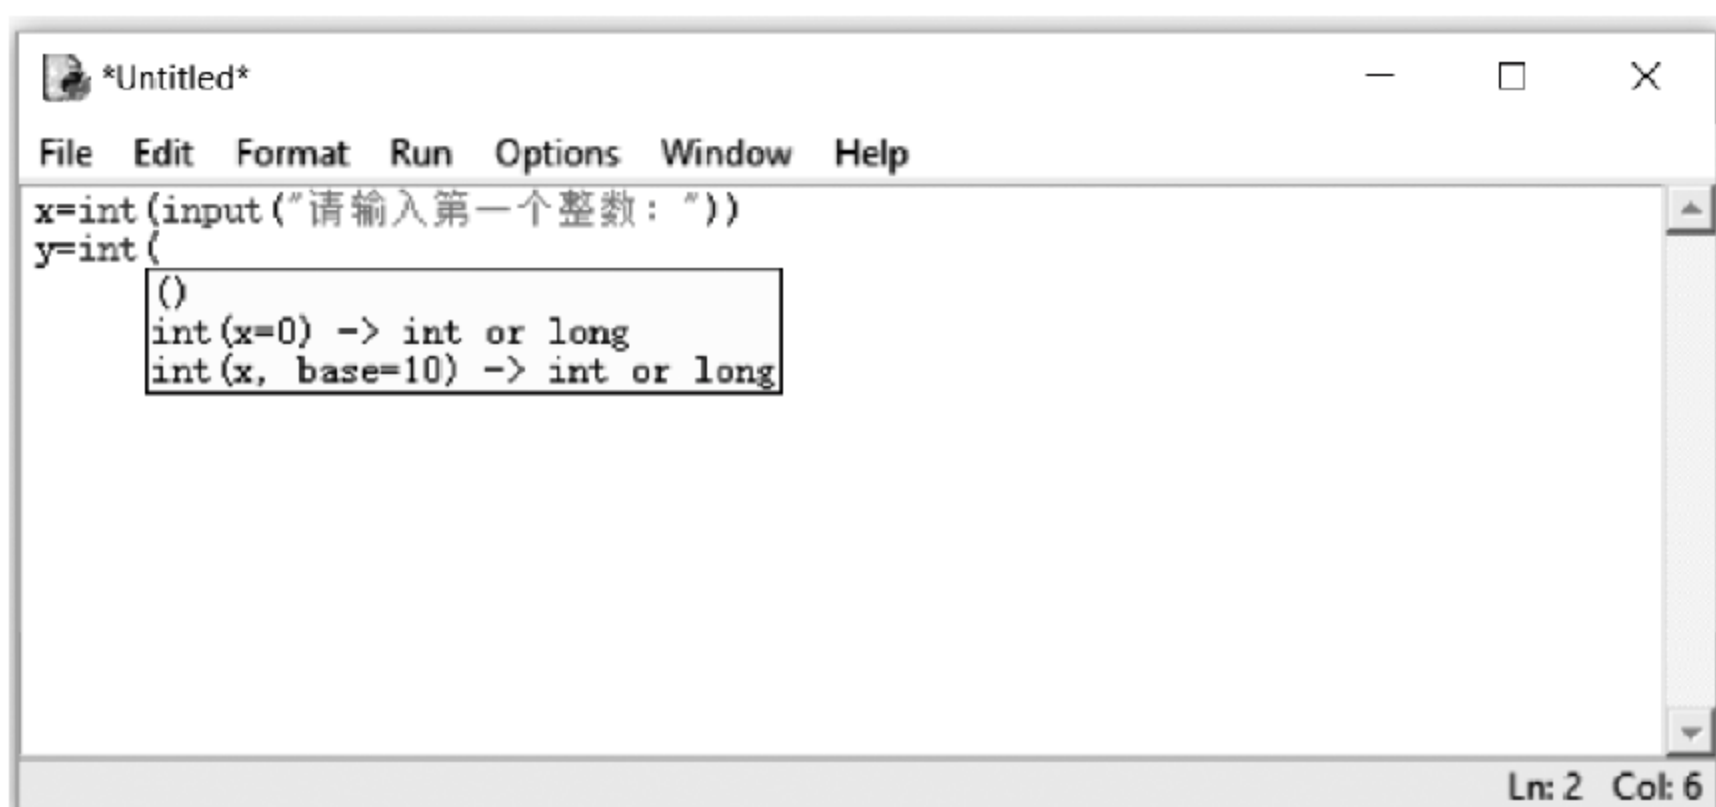 *Untitled*
File Edit Format Run Options Window Help
x=int(input("请输入第一个整数："))
y=int(
()
int(x=0) -> int or long
int(x, base=10) -> int or long
Ln: 2 Col: 6